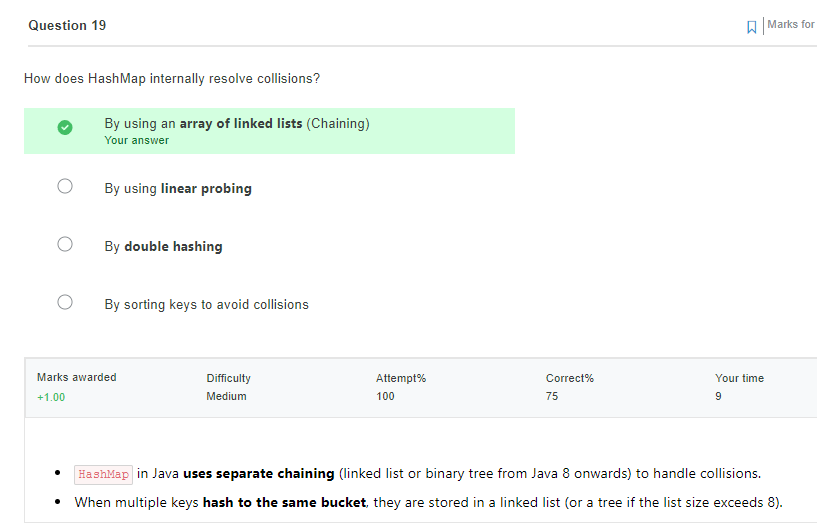 Question 19
Marks for
How does HashMap internally resolve collisions?
By using an array of linked lists (Chaining)
Your answer
By using linear probing
By double hashing
By sorting keys to avoid collisions
Marks awarded Difficulty Attempt% Correct% Your time
+1.00 Medium 100 75 9
• HashMap in Java uses separate chaining (linked list or binary tree from Java 8 onwards) to handle collisions.
• When multiple keys hash to the same bucket, they are stored in a linked list (or a tree if the list size exceeds 8).